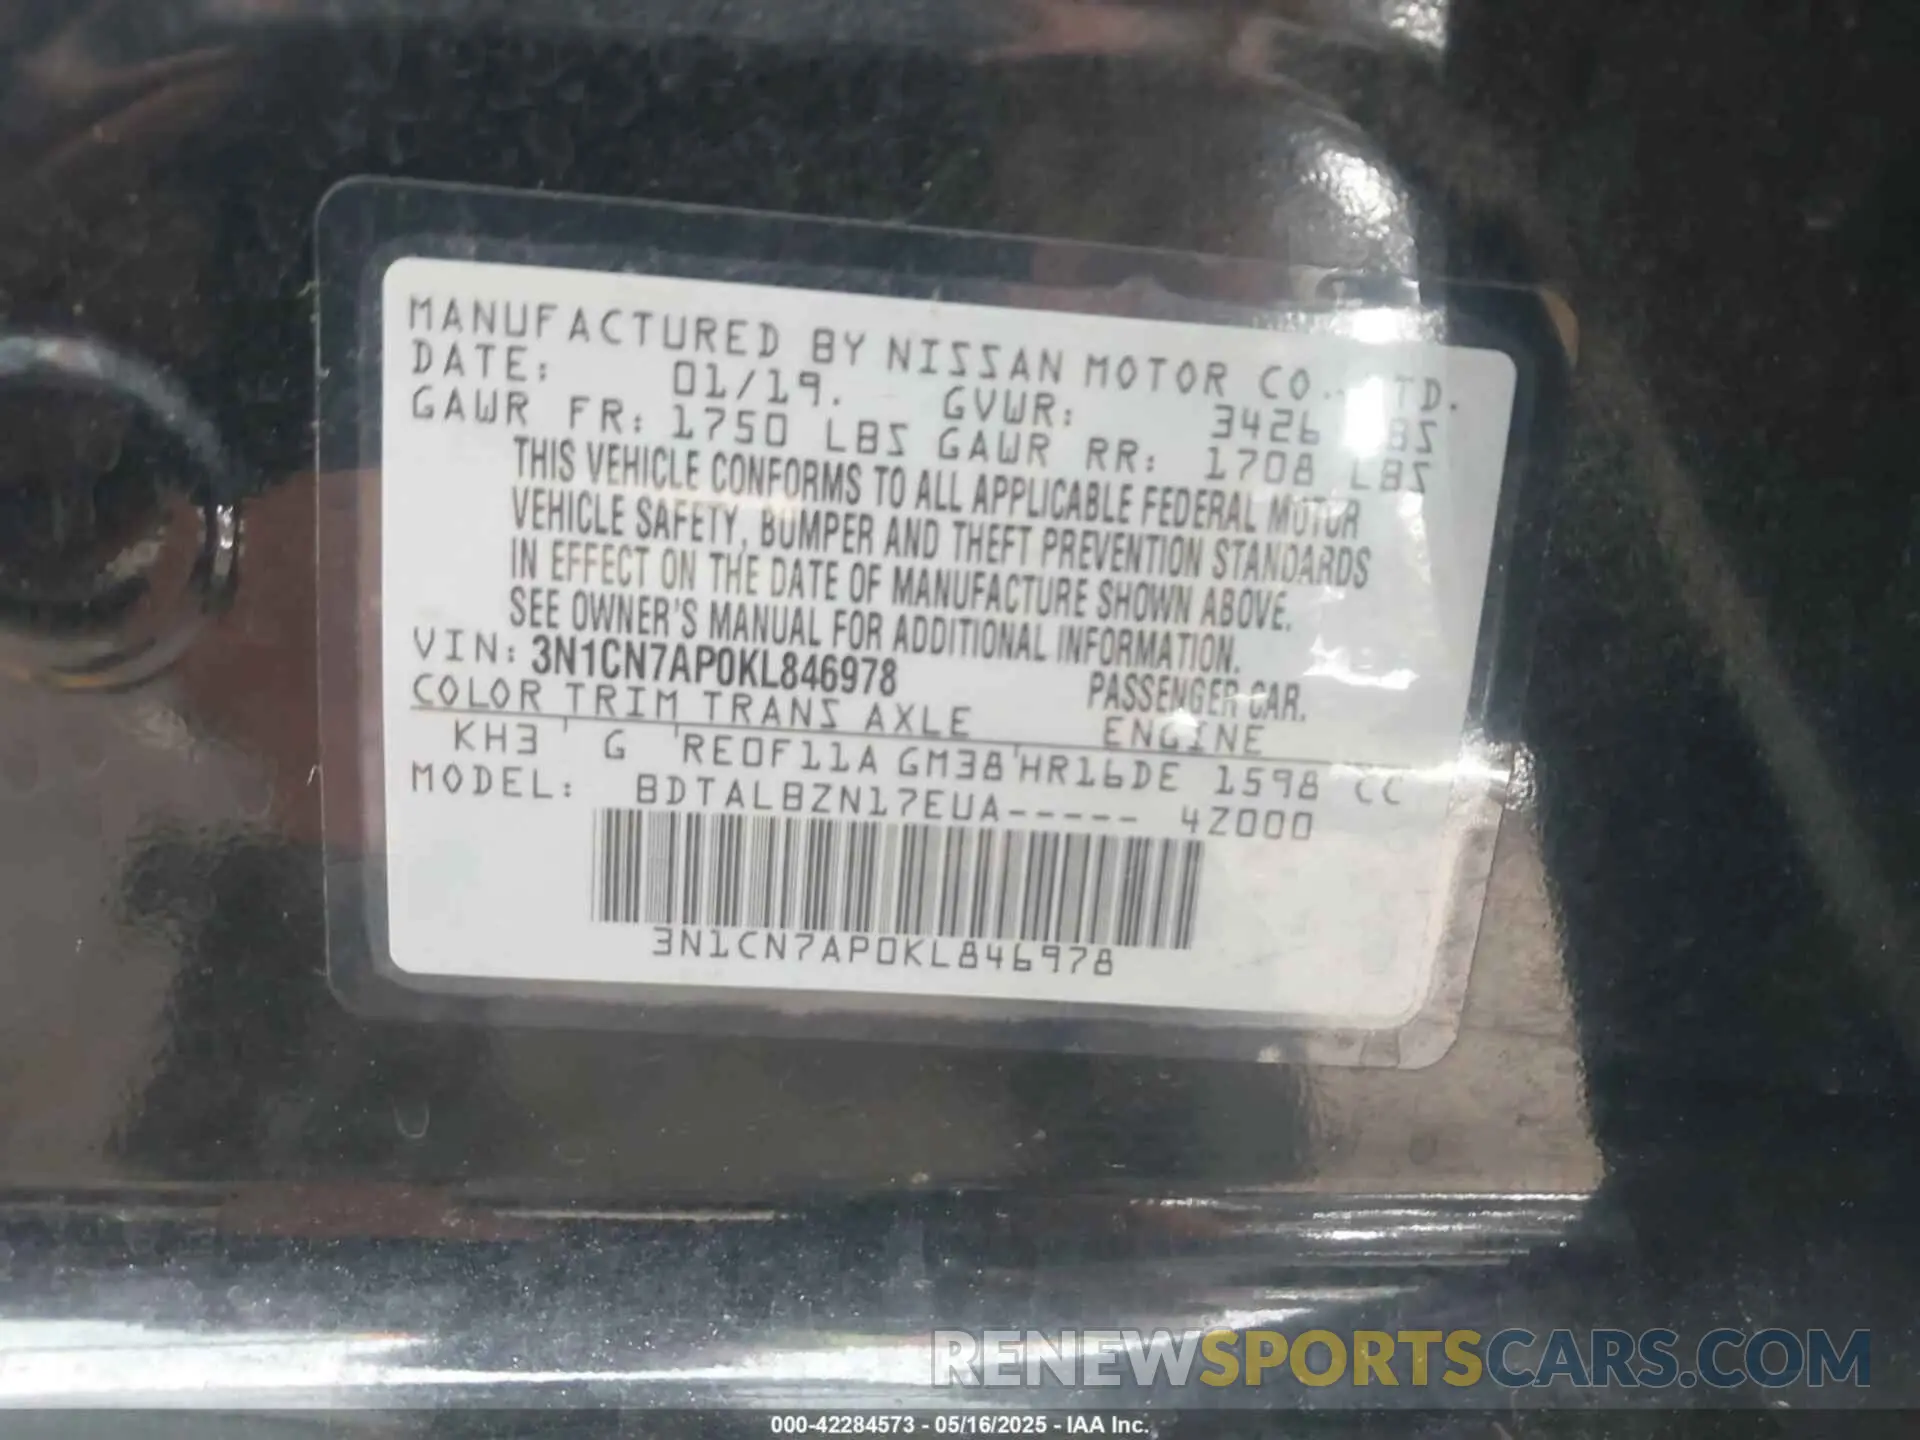 MANUFACTURED BY NISSAN MOTOR CO., LTD.
DATE: 01/19. GVWR: 3426 LBS
GAWR FR: 1750 LBS GAWR RR: 1708 LBS
THIS VEHICLE CONFORMS TO ALL APPLICABLE FEDERAL MOTOR
VEHICLE SAFETY, BUMPER AND THEFT PREVENTION STANDARDS
IN EFFECT ON THE DATE OF MANUFACTURE SHOWN ABOVE.
SEE OWNER'S MANUAL FOR ADDITIONAL INFORMATION.
VIN: 3N1CN7AP0KL846978 PASSENGER CAR.
COLOR TRIM TRANS AXLE ENGINE
KH3 ' G 'RE0F11A GM38'HR16DE 1598 CC
MODEL: BDTALBZN17EUA----- 4Z000
3N1CN7AP0KL846978
RENEWSPORTSCARS.COM
000-42284573 - 05/16/2025 - IAA Inc.